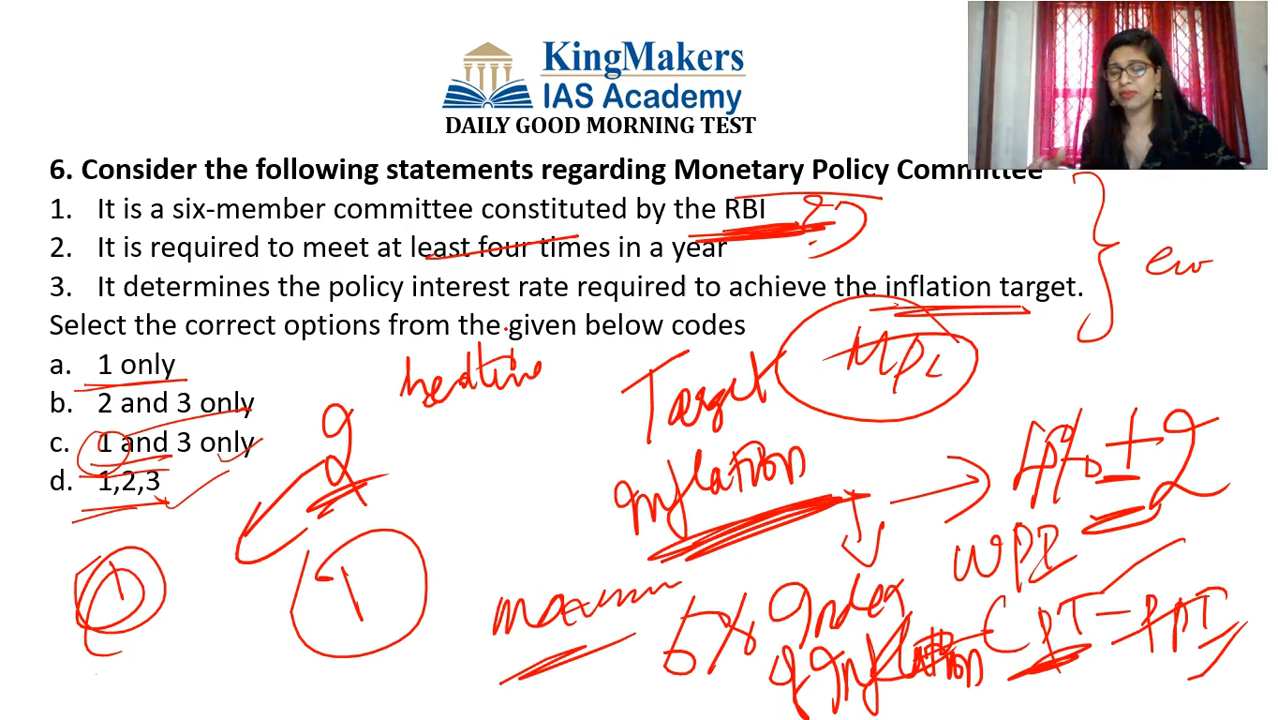 KingMakers
IAS Academy
DAILY GOOD MORNING TEST
6. Consider the following statements regarding Monetary Policy Committee
1. It is a six-member committee constituted by the RBI
2. It is required to meet at least four times in a year
3. It determines the policy interest rate required to achieve the inflation target.
Select the correct options from the given below codes
a. 1 only
b. 2 and 3 only
c. 1 and 3 only
d. 1,2,3
headline
Target
Inflation
4% ± 2
WPI
Index
of Inflation